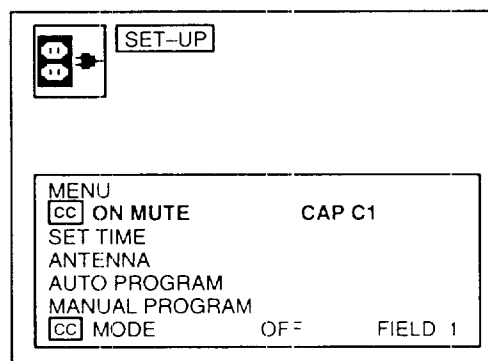 SET-UP
MENU
CC ON MUTE CAP C1
SET TIME
ANTENNA
AUTO PROGRAM
MANUAL PROGRAM
CC MODE OFF FIELD 1